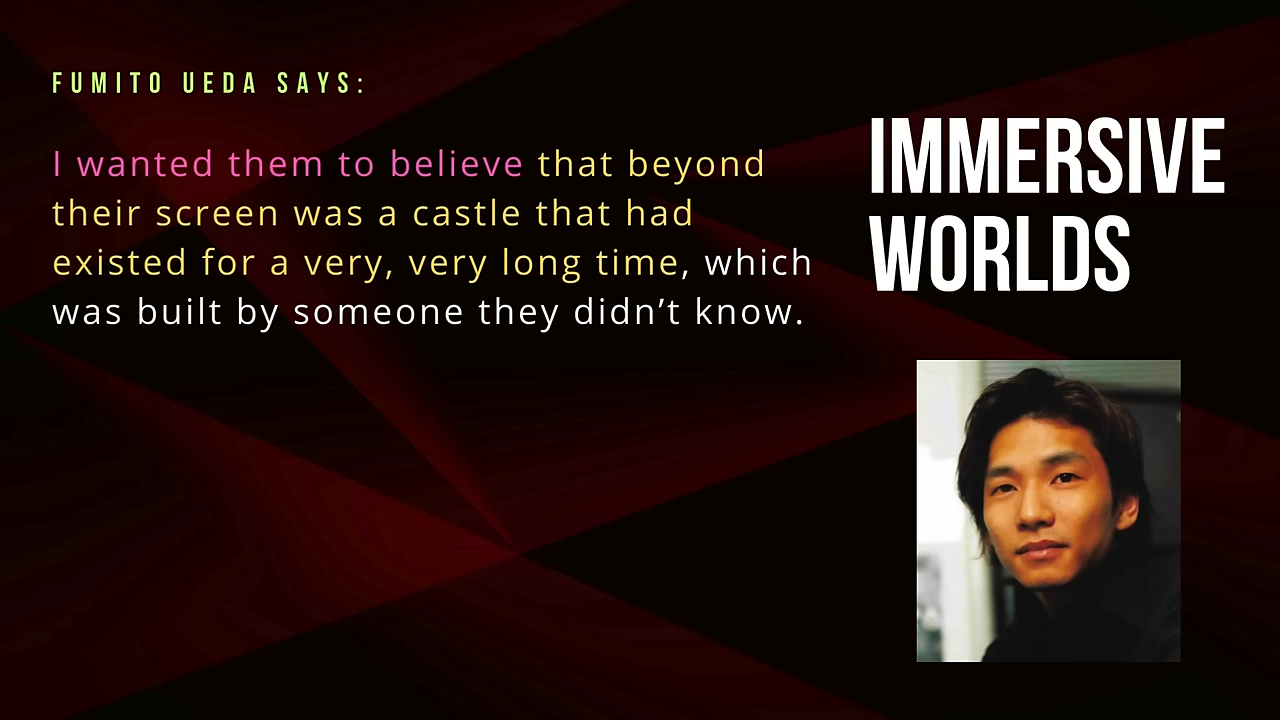 FUMITO UEDA SAYS:
I wanted them to believe that beyond
their screen was a castle that had
existed for a very, very long time, which
was built by someone they didn’t know.
IMMERSIVE
WORLDS